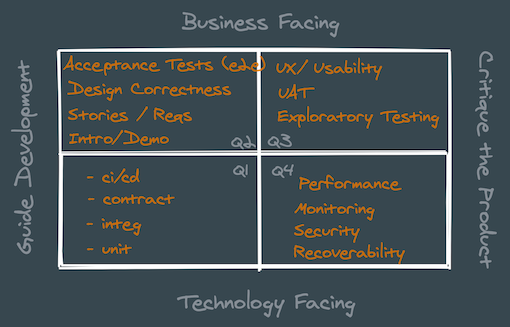 Business Facing
Guide Development
Critique the Product
Acceptance Tests (e2e)
Design Correctness
Stories / Reqs
Intro/Demo
Q2
UX/ Usability
UAT
Exploratory Testing
Q3
- ci/cd
- contract
- integ
- unit
Q1
Q4
Performance
Monitoring
Security
Recoverability
Technology Facing